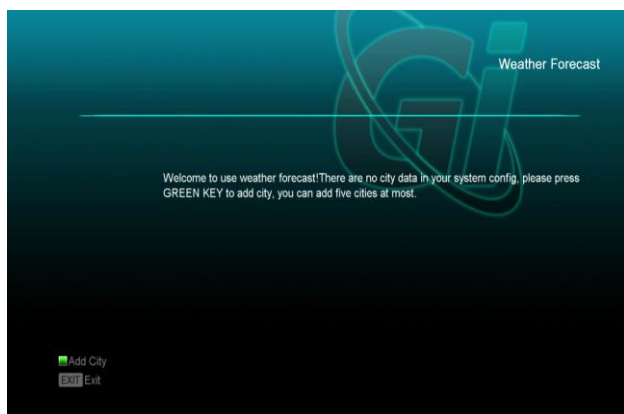 Weather Forecast
Welcome to use weather forecast!There are no city data in your system config, please press
GREEN KEY to add city, you can add five cities at most.
Add City
EXIT Exit
Gi